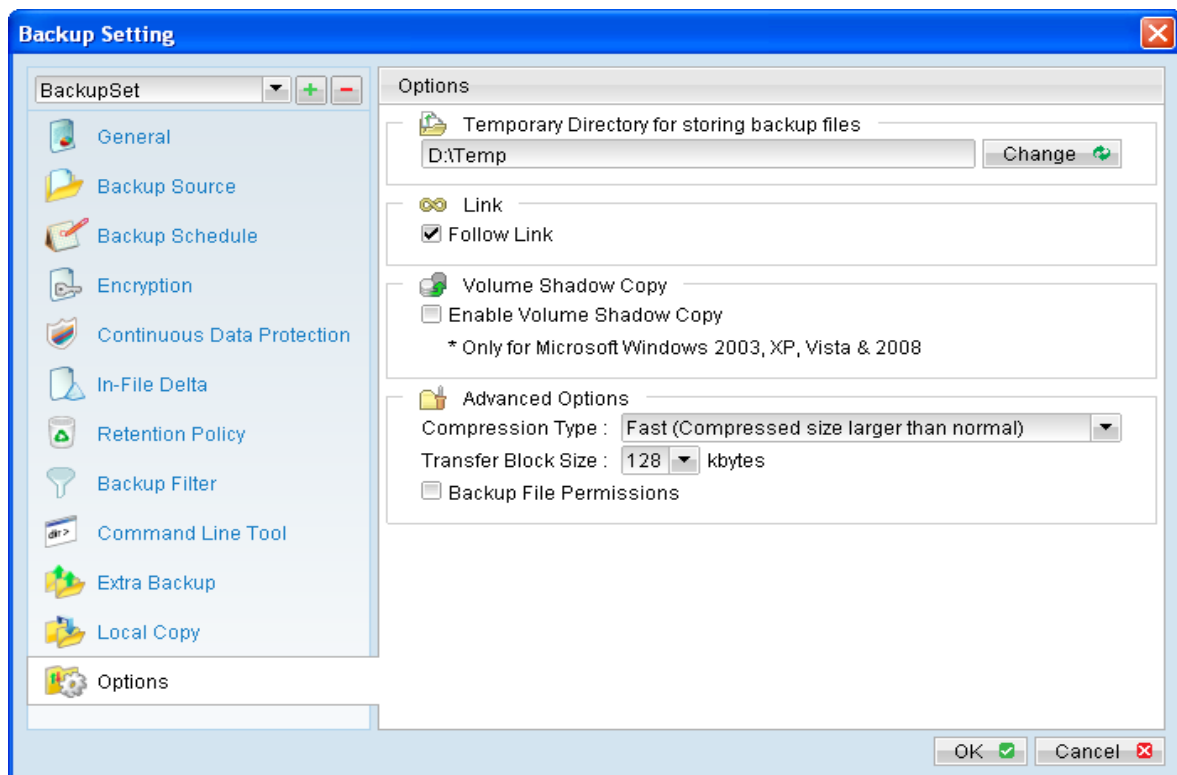 Backup Setting
BackupSet
General
Backup Source
Backup Schedule
Encryption
Continuous Data Protection
In-File Delta
Retention Policy
Backup Filter
dir>
Command Line Tool
Extra Backup
Local Copy
Options
Options
Temporary Directory for storing backup files
D:\Temp
Change
Link
Follow Link
Volume Shadow Copy
Enable Volume Shadow Copy
* Only for Microsoft Windows 2003, XP, Vista & 2008
Advanced Options
Compression Type : Fast (Compressed size larger than normal)
Transfer Block Size : 128 kbytes
Backup File Permissions
OK Cancel